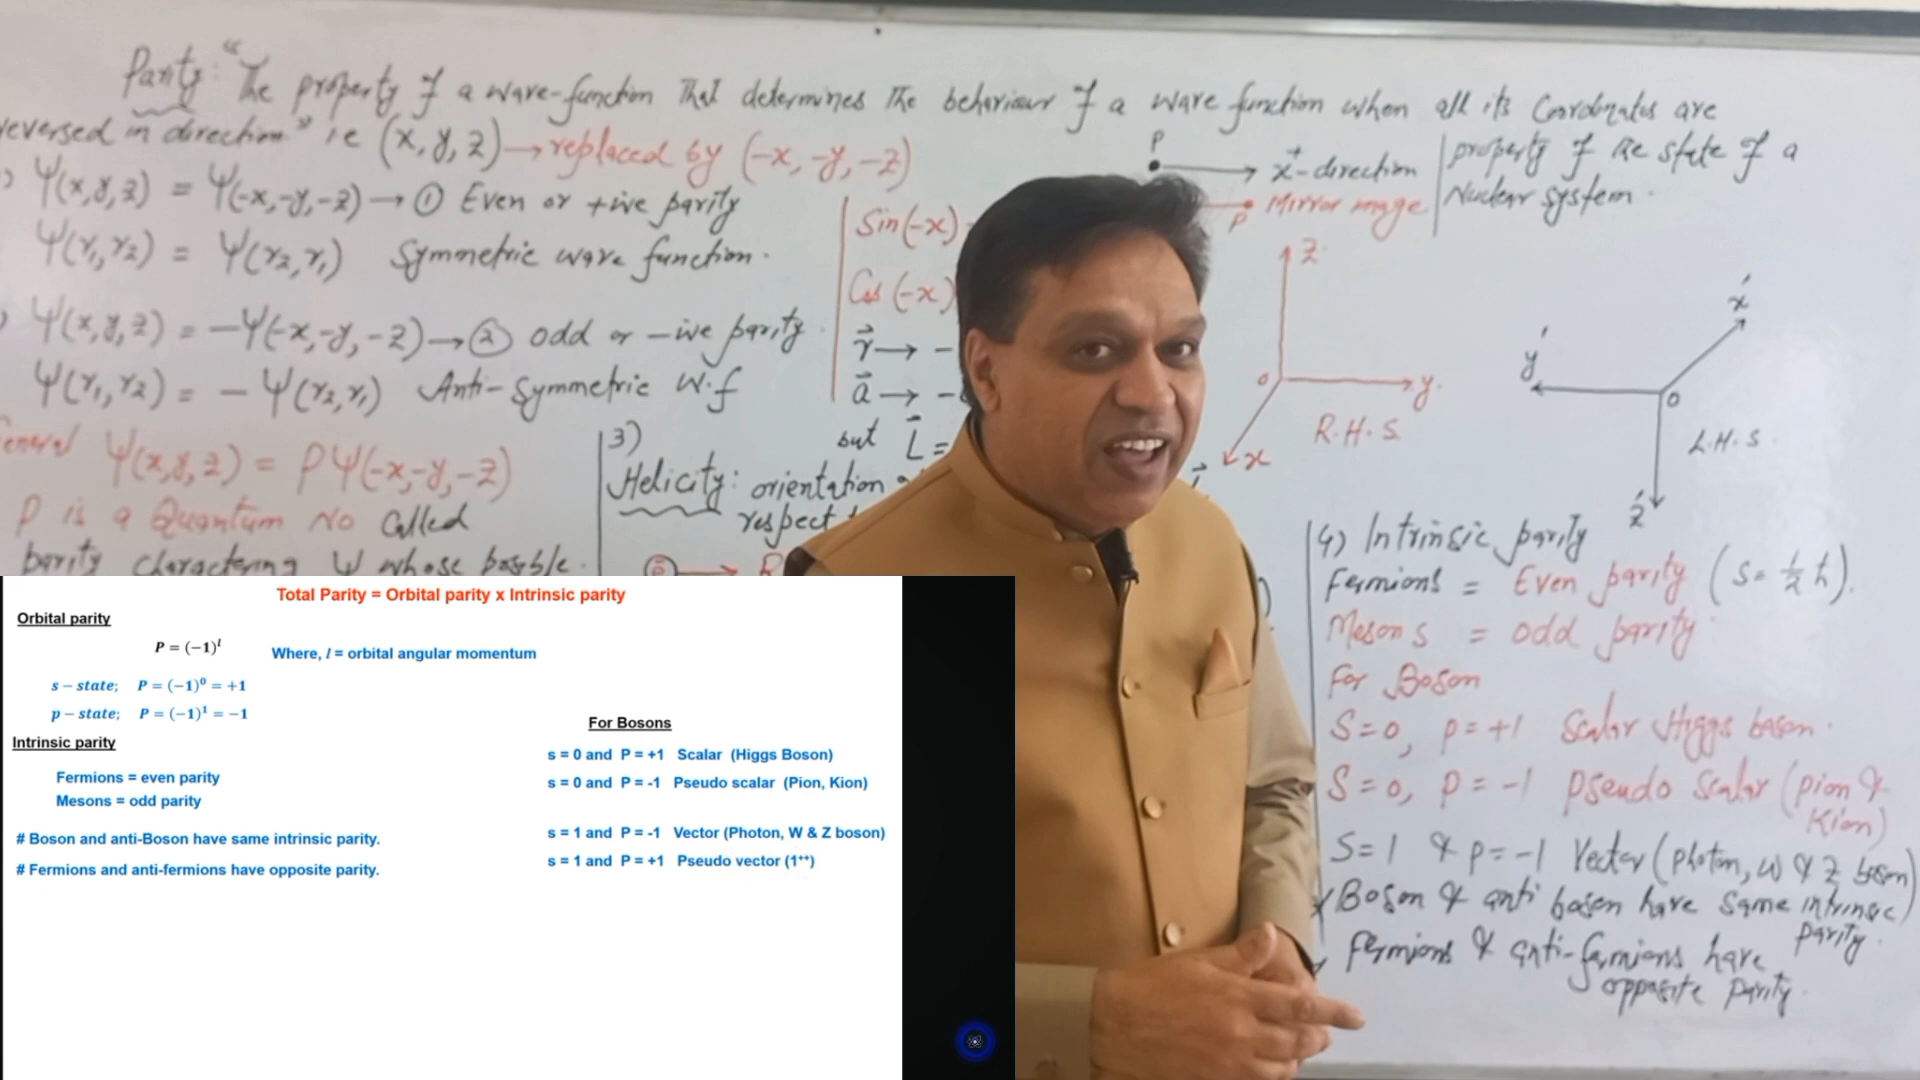 Parity: "The property of a wave-function That determines The behaviour of a wave function when all its Coordinates are
reversed in direction" ie (x, y, z) → replaced by (-x, -y, -z)
ψ(x,y,z) = ψ(-x,-y,-z) → ① Even or +ive parity
ψ(r₁,r₂) = ψ(r₂,r₁) Symmetric wave function.
ψ(x,y,z) = -ψ(-x,-y,-z) → ② odd or -ive parity
ψ(r₁,r₂) = - ψ(r₂,r₁) Anti-Symmetric w.f
General ψ(x,y,z) = Pψ(-x,-y,-z)
P is a Quantum No Called
parity ψ whose possible
Sin(-x)
Cos(-x)
r⃗ → -
a⃗ → -
but L⃗ =
3)
Helicity: orientation
respect
P
x⁺-direction
P Mirror image
property of the state of a
Nuclear system.
z
o
y
x
R.H.S
x'
y'
o
z'
L.H.S
4) Intrinsic parity
Fermions = Even parity (s = ½ ħ).
Mesons = odd parity
For Boson
S=0, p=+1 Scalar Higgs boson.
S=0, p=-1 pseudo scalar (pion &
Kion)
S=1 & p=-1 Vector (photon, w & z boson)
Boson & anti boson have same intrinsic
parity.
Fermions & anti-fermions have
opposite parity.
Total Parity = Orbital parity x Intrinsic parity
Orbital parity
P = (−1)ˡ
Where, l = orbital angular momentum
s − state; P = (−1)⁰ = +1
p − state; P = (−1)¹ = −1
Intrinsic parity
Fermions = even parity
Mesons = odd parity
# Boson and anti-Boson have same intrinsic parity.
# Fermions and anti-fermions have opposite parity.
For Bosons
s = 0 and P = +1 Scalar (Higgs Boson)
s = 0 and P = -1 Pseudo scalar (Pion, Kion)
s = 1 and P = -1 Vector (Photon, W & Z boson)
s = 1 and P = +1 Pseudo vector (1⁺⁺)